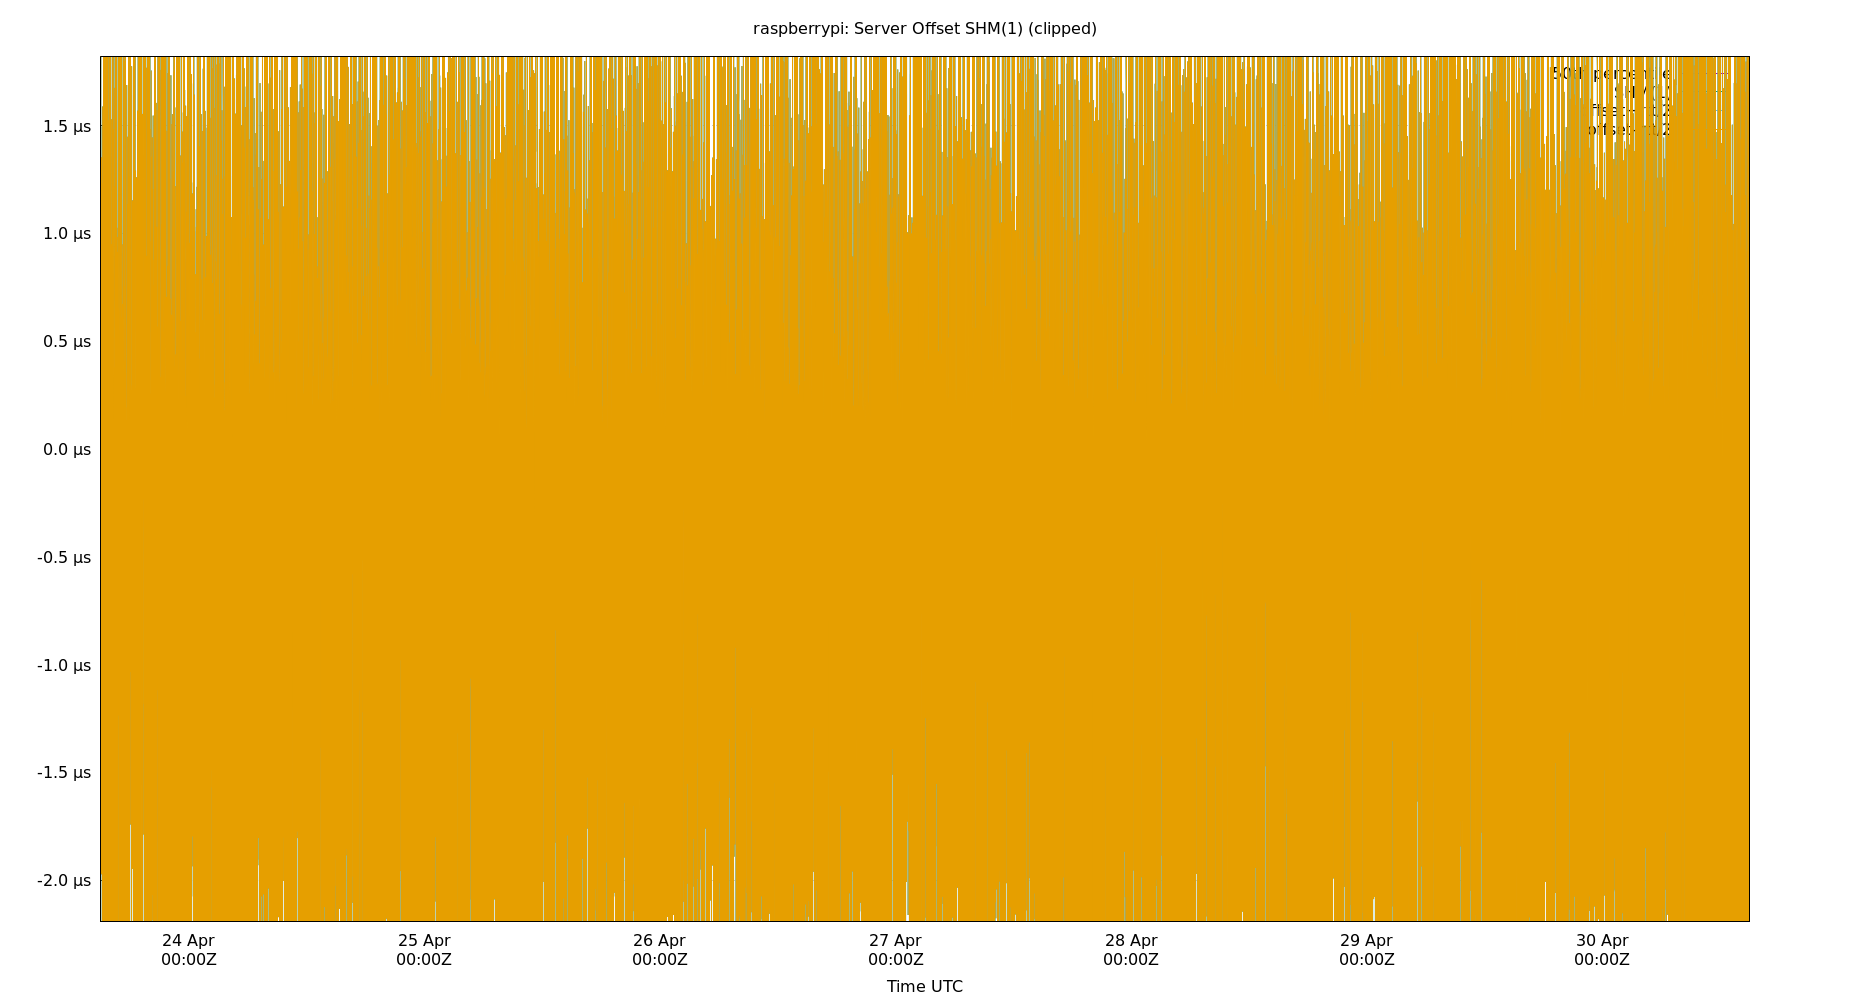 raspberrypi: Server Offset SHM(1) (clipped)
1.5 µs
1.0 µs
0.5 µs
0.0 µs
-0.5 µs
-1.0 µs
-1.5 µs
-2.0 µs
24 Apr 00:00Z
25 Apr 00:00Z
26 Apr 00:00Z
27 Apr 00:00Z
28 Apr 00:00Z
29 Apr 00:00Z
30 Apr 00:00Z
Time UTC